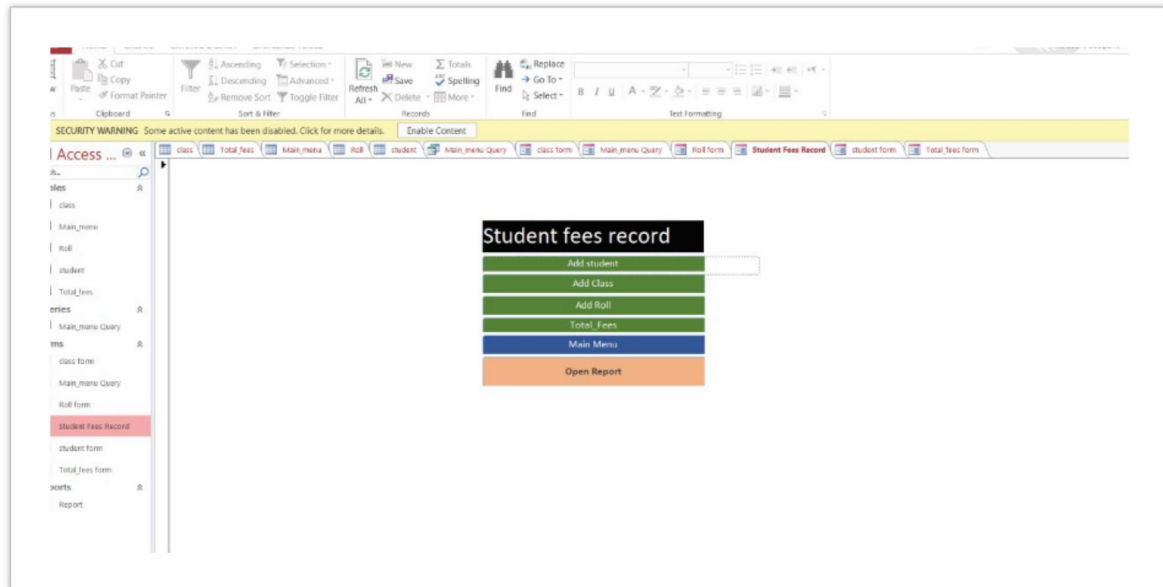 Cut
Copy
Format Painter
Paste
Clipboard
Filter
Ascending
Descending
Remove Sort
Selection
Advanced
Toggle Filter
Sort & Filter
Refresh
All
New
Save
Delete
Totals
Spelling
More
Records
Find
Replace
Go To
Select
Find
B I U A
Text Formatting
SECURITY WARNING Some active content has been disabled. Click for more details. Enable Content
Access ...
class Total_fees Main_menu Roll student Main_menu Query class form Main_menu Query Roll form Student Fees Record student form Total_fees form
class
Main_menu
Roll
student
Total_fees
Main_menu Query
class form
Main_menu Query
Roll form
Student Fees Record
student form
Total_fees form
Report
Student fees record
Add student
Add Class
Add Roll
Total_Fees
Main Menu
Open Report